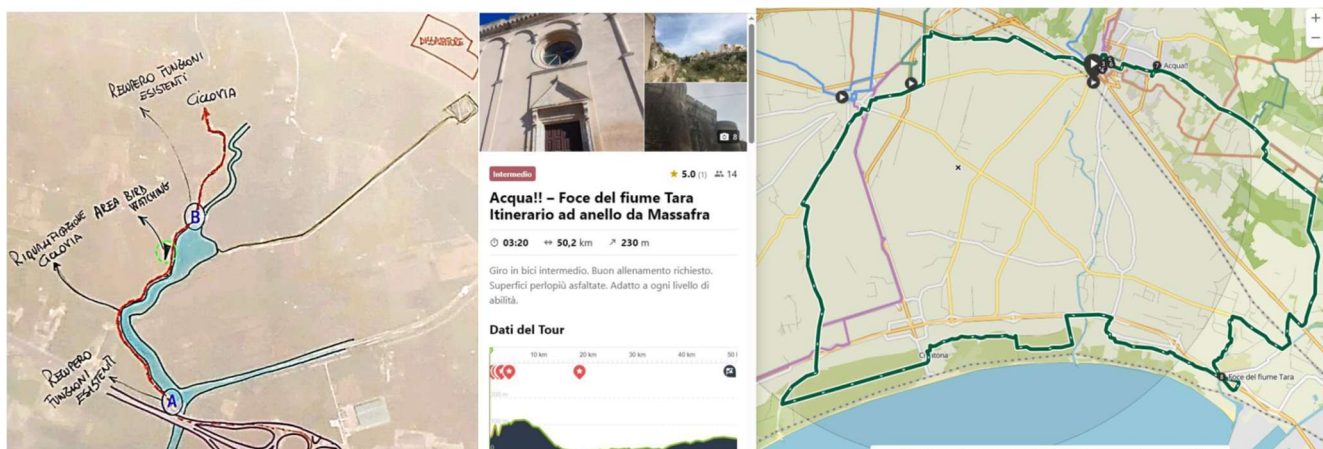 DISSALATORE
RECUPERO FUNZIONI
ESISTENTI
CICLOVIA
AREA BIRD
WATCHING
RIQUALIFICAZIONE
CICLOVIA
B
RECUPERO
FUNZIONI
ESISTENTI
A
8
Intermedio
5.0 (1) 14
Acqua!! – Foce del fiume Tara
Itinerario ad anello da Massafra
03:20 50,2 km 230 m
Giro in bici intermedio. Buon allenamento richiesto.
Superfici perlopiù asfaltate. Adatto a ogni livello di
abilità.
Dati del Tour
10 km 20 km 30 km 40 km 50 l
+
−
7 Acqua!!
Foce del fiume Tara